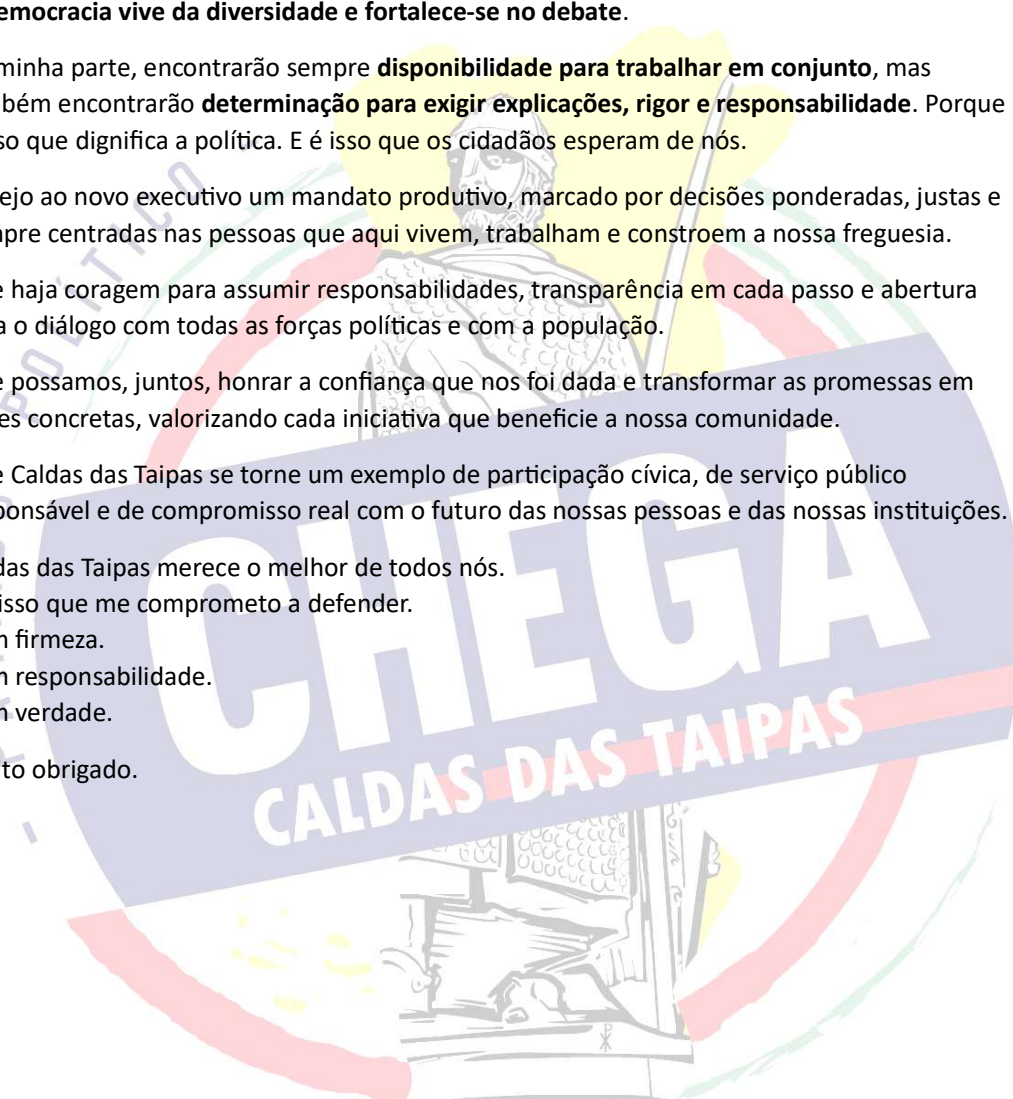 emocracia vive da diversidade e fortalece-se no debate.
minha parte, encontrarão sempre disponibilidade para trabalhar em conjunto, mas
bém encontrarão determinação para exigir explicações, rigor e responsabilidade. Porque
so que dignifica a política. E é isso que os cidadãos esperam de nós.
ejo ao novo executivo um mandato produtivo, marcado por decisões ponderadas, justas e
pre centradas nas pessoas que aqui vivem, trabalham e constroem a nossa freguesia.
e haja coragem para assumir responsabilidades, transparência em cada passo e abertura
a o diálogo com todas as forças políticas e com a população.
e possamos, juntos, honrar a confiança que nos foi dada e transformar as promessas em
es concretas, valorizando cada iniciativa que beneficie a nossa comunidade.
e Caldas das Taipas se torne um exemplo de participação cívica, de serviço público
ponsável e de compromisso real com o futuro das nossas pessoas e das nossas instituições.
das das Taipas merece o melhor de todos nós.
isso que me comprometo a defender.
m firmeza.
m responsabilidade.
m verdade.
to obrigado.
POLÍTICO
CHEGA
CALDAS DAS TAIPAS